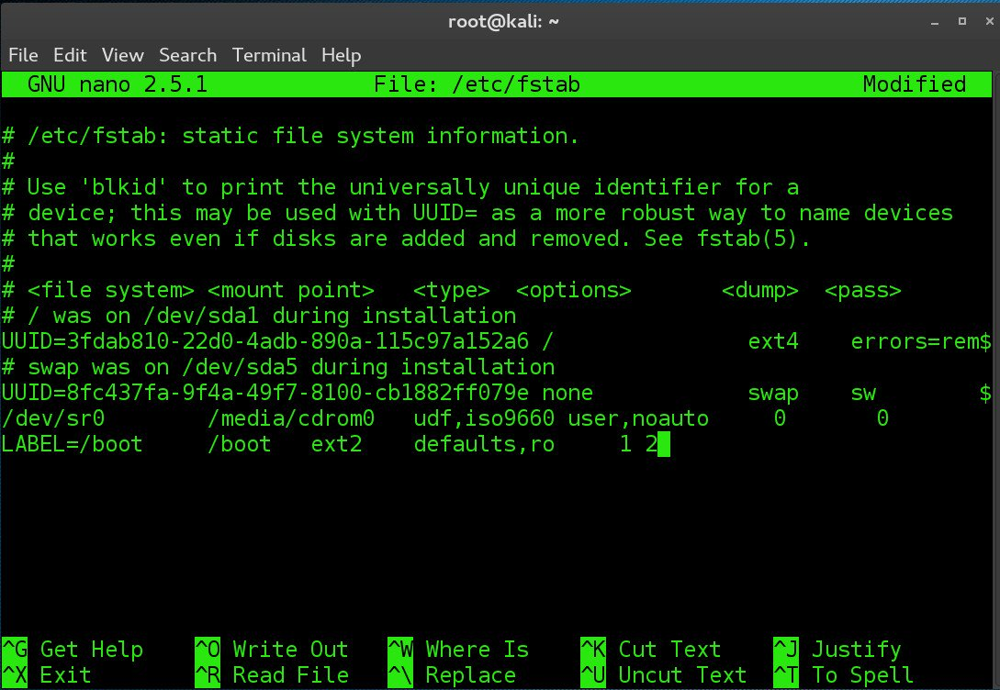 root@kali: ~
File Edit View Search Terminal Help
GNU nano 2.5.1 File: /etc/fstab Modified
# /etc/fstab: static file system information.
#
# Use 'blkid' to print the universally unique identifier for a
# device; this may be used with UUID= as a more robust way to name devices
# that works even if disks are added and removed. See fstab(5).
#
# <file system> <mount point>   <type>  <options>       <dump>  <pass>
# / was on /dev/sda1 during installation
UUID=3fdab810-22d0-4adb-890a-115c97a152a6 /               ext4    errors=rem$
# swap was on /dev/sda5 during installation
UUID=8fc437fa-9f4a-49f7-8100-cb1882ff079e none            swap    sw        $
/dev/sr0        /media/cdrom0   udf,iso9660 user,noauto     0       0
LABEL=/boot     /boot   ext2    defaults,ro     1 2
^G Get Help ^O Write Out ^W Where Is ^K Cut Text ^J Justify
^X Exit ^R Read File ^\ Replace ^U Uncut Text ^T To Spell